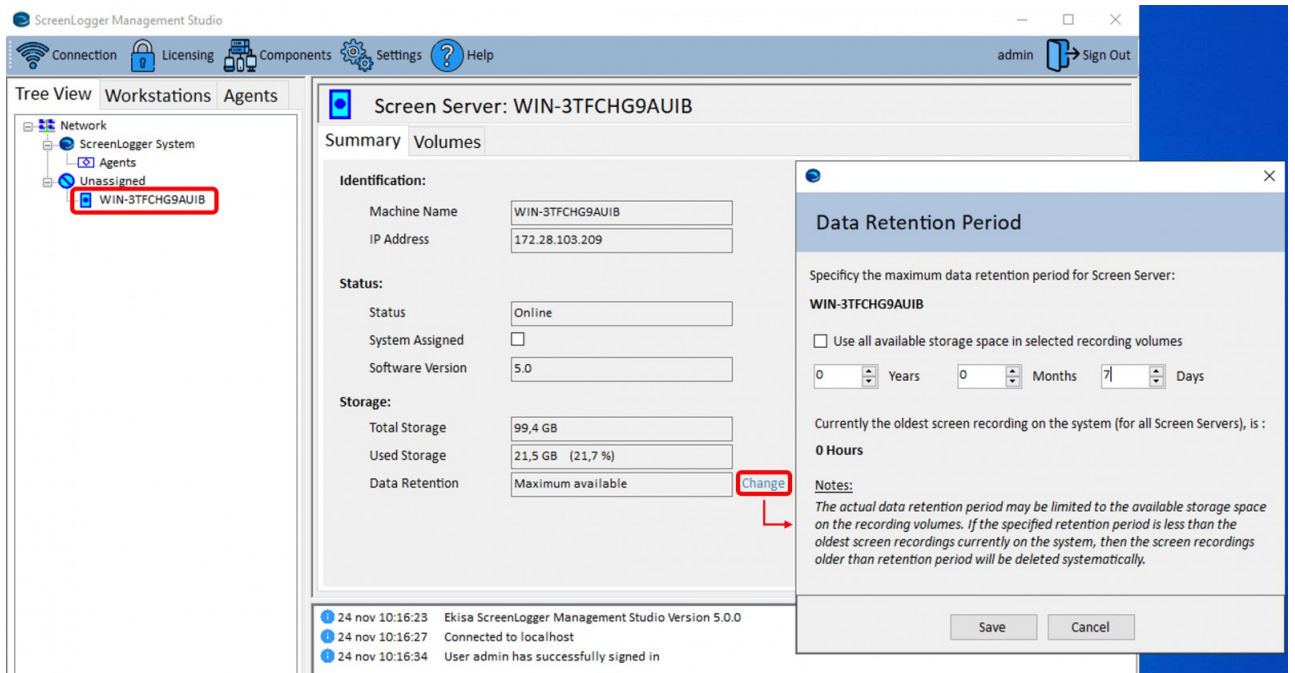 ScreenLogger Management Studio
Connection Licensing Components Settings Help admin Sign Out
Tree View Workstations Agents
Network
ScreenLogger System
Agents
Unassigned
WIN-3TFCHG9AUIB
Screen Server: WIN-3TFCHG9AUIB
Summary Volumes
Identification:
Machine Name WIN-3TFCHG9AUIB
IP Address 172.28.103.209
Status:
Status Online
System Assigned
Software Version 5.0
Storage:
Total Storage 99,4 GB
Used Storage 21,5 GB (21,7 %)
Data Retention Maximum available Change
24 nov 10:16:23 Ekisa ScreenLogger Management Studio Version 5.0.0
24 nov 10:16:27 Connected to localhost
24 nov 10:16:34 User admin has successfully signed in
Data Retention Period
Specificy the maximum data retention period for Screen Server:
WIN-3TFCHG9AUIB
Use all available storage space in selected recording volumes
0 Years 0 Months 7 Days
Currently the oldest screen recording on the system (for all Screen Servers), is :
0 Hours
Notes:
The actual data retention period may be limited to the available storage space
on the recording volumes. If the specified retention period is less than the
oldest screen recordings currently on the system, then the screen recordings
older than retention period will be deleted systematically.
Save Cancel